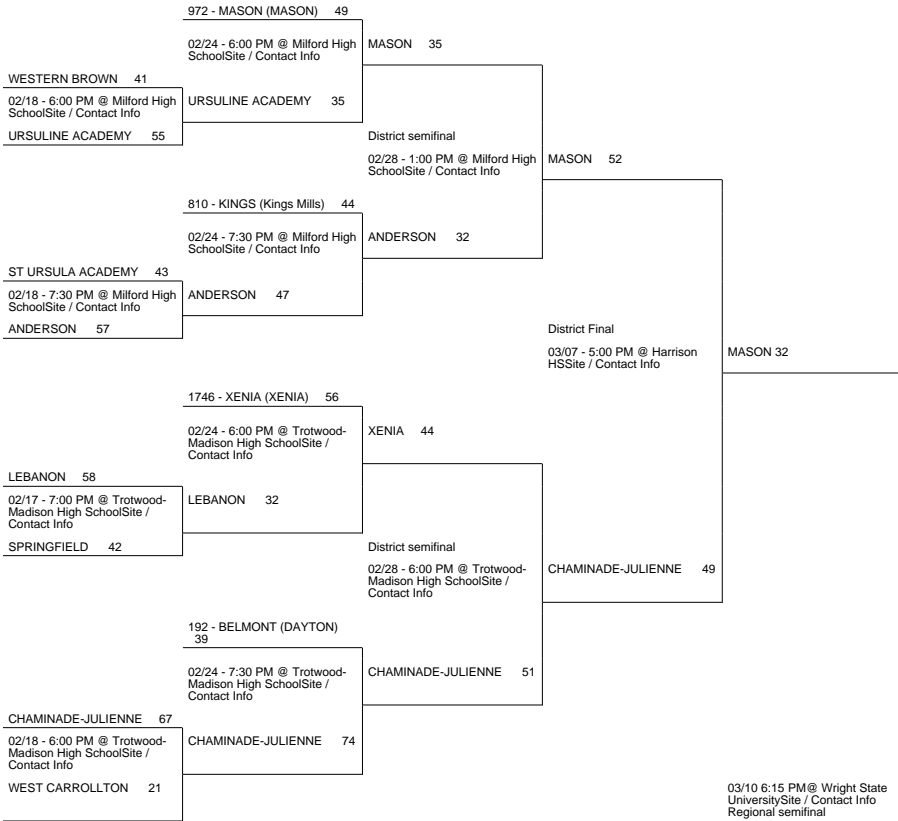 972 - MASON (MASON) 49
02/24 - 6:00 PM @ Milford High
SchoolSite / Contact Info
MASON 35
WESTERN BROWN 41
02/18 - 6:00 PM @ Milford High
SchoolSite / Contact Info
URSULINE ACADEMY 35
URSULINE ACADEMY 55
District semifinal
02/28 - 1:00 PM @ Milford High
SchoolSite / Contact Info
MASON 52
810 - KINGS (Kings Mills) 44
02/24 - 7:30 PM @ Milford High
SchoolSite / Contact Info
ANDERSON 32
ST URSULA ACADEMY 43
02/18 - 7:30 PM @ Milford High
SchoolSite / Contact Info
ANDERSON 47
ANDERSON 57
District Final
03/07 - 5:00 PM @ Harrison
HSSite / Contact Info
MASON 32
1746 - XENIA (XENIA) 56
02/24 - 6:00 PM @ Trotwood-
Madison High SchoolSite /
Contact Info
XENIA 44
LEBANON 58
02/17 - 7:00 PM @ Trotwood-
Madison High SchoolSite /
Contact Info
LEBANON 32
SPRINGFIELD 42
District semifinal
02/28 - 6:00 PM @ Trotwood-
Madison High SchoolSite /
Contact Info
CHAMINADE-JULIENNE 49
192 - BELMONT (DAYTON)
39
02/24 - 7:30 PM @ Trotwood-
Madison High SchoolSite /
Contact Info
CHAMINADE-JULIENNE 51
CHAMINADE-JULIENNE 67
02/18 - 6:00 PM @ Trotwood-
Madison High SchoolSite /
Contact Info
CHAMINADE-JULIENNE 74
WEST CARROLLTON 21
03/10 6:15 PM@ Wright State
UniversitySite / Contact Info
Regional semifinal